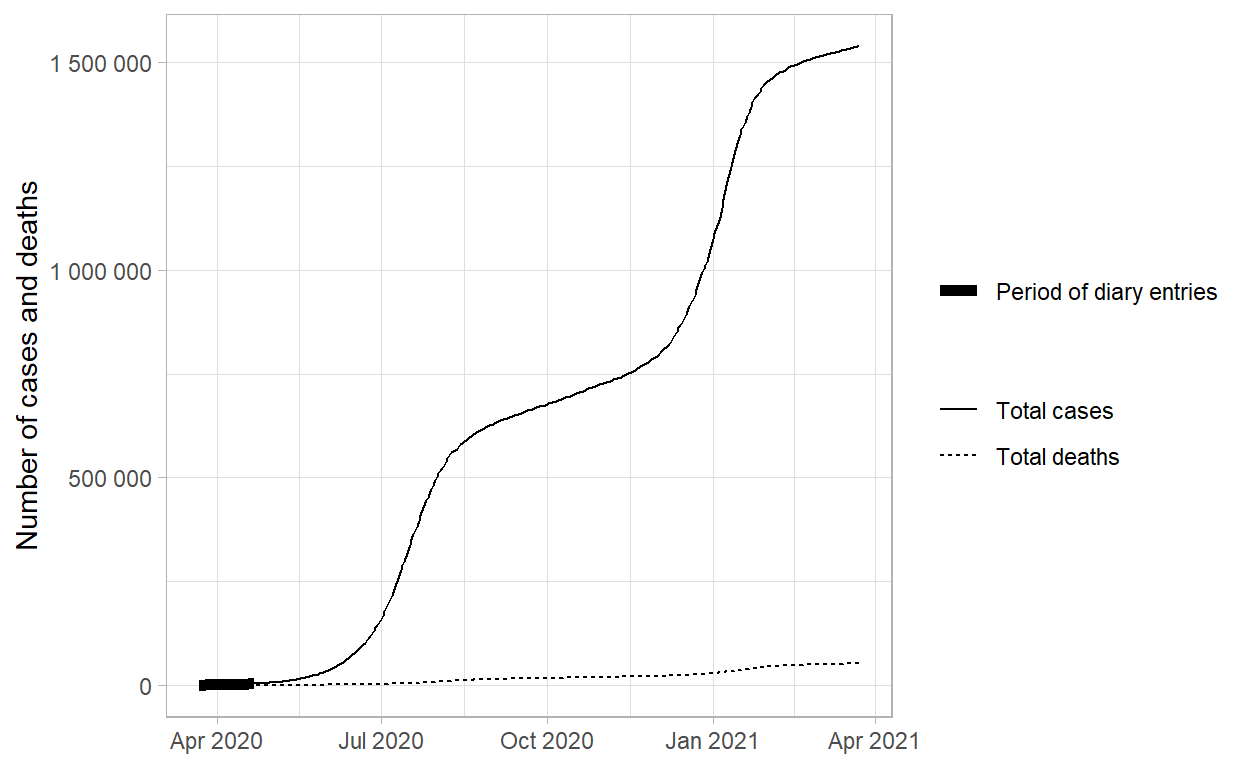 Number of cases and deaths
1 500 000
1 000 000
500 000
0
Apr 2020
Jul 2020
Oct 2020
Jan 2021
Apr 2021
Period of diary entries
Total cases
Total deaths